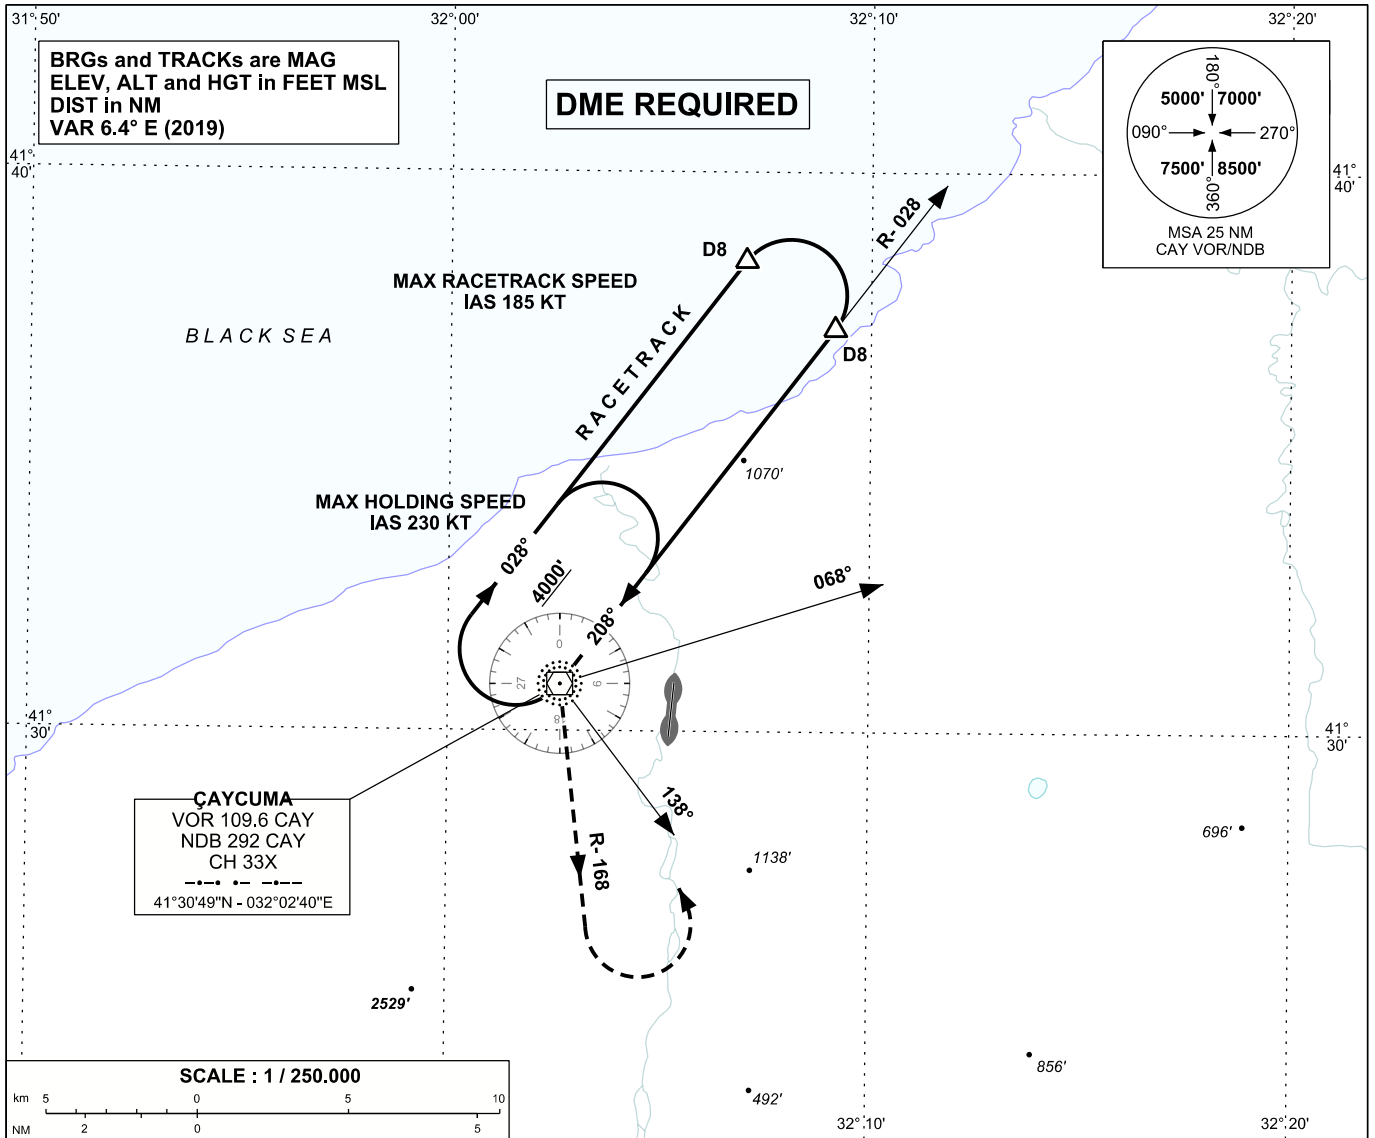 31°50'
32°00'
32°10'
32°20'
BRGs and TRACKs are MAG
ELEV, ALT and HGT in FEET MSL
DIST in NM
VAR 6.4° E (2019)
DME REQUIRED
180°
5000' 7000'
090° 270°
7500' 8500'
360°
MSA 25 NM
CAY VOR/NDB
41°
40'
41°
40'
R-028
D8
MAX RACETRACK SPEED
IAS 185 KT
BLACK SEA
RACETRACK
D8
1070'
MAX HOLDING SPEED
IAS 230 KT
028°
4000'
068°
208°
0
27
9
18
41°
30'
41°
30'
ÇAYCUMA
VOR 109.6 CAY
NDB 292 CAY
CH 33X
41°30'49"N - 032°02'40"E
138°
R-168
1138'
696'
2529'
856'
492'
SCALE : 1 / 250.000
km 5 0 5 10
NM 2 0 5
32°10'
32°20'